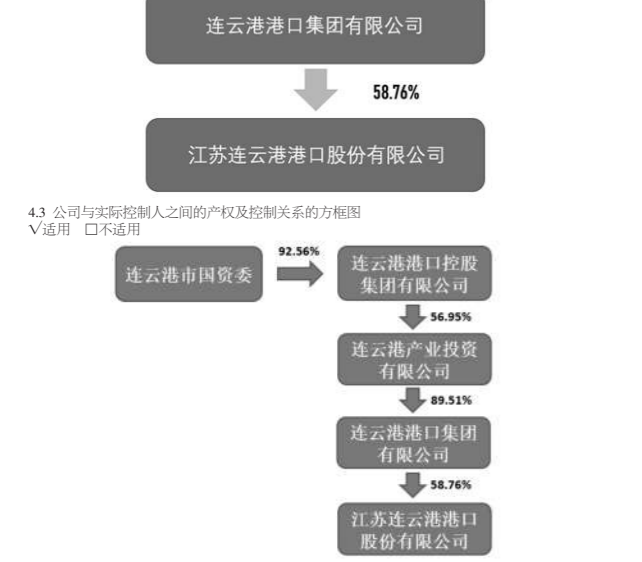 连云港港口集团有限公司
58.76%
江苏连云港港口股份有限公司
4.3 公司与实际控制人之间的产权及控制关系的方框图
√适用 □不适用
连云港市国资委
92.56%
连云港港口控股
集团有限公司
56.95%
连云港产业投资
有限公司
89.51%
连云港港口集团
有限公司
58.76%
江苏连云港港口
股份有限公司